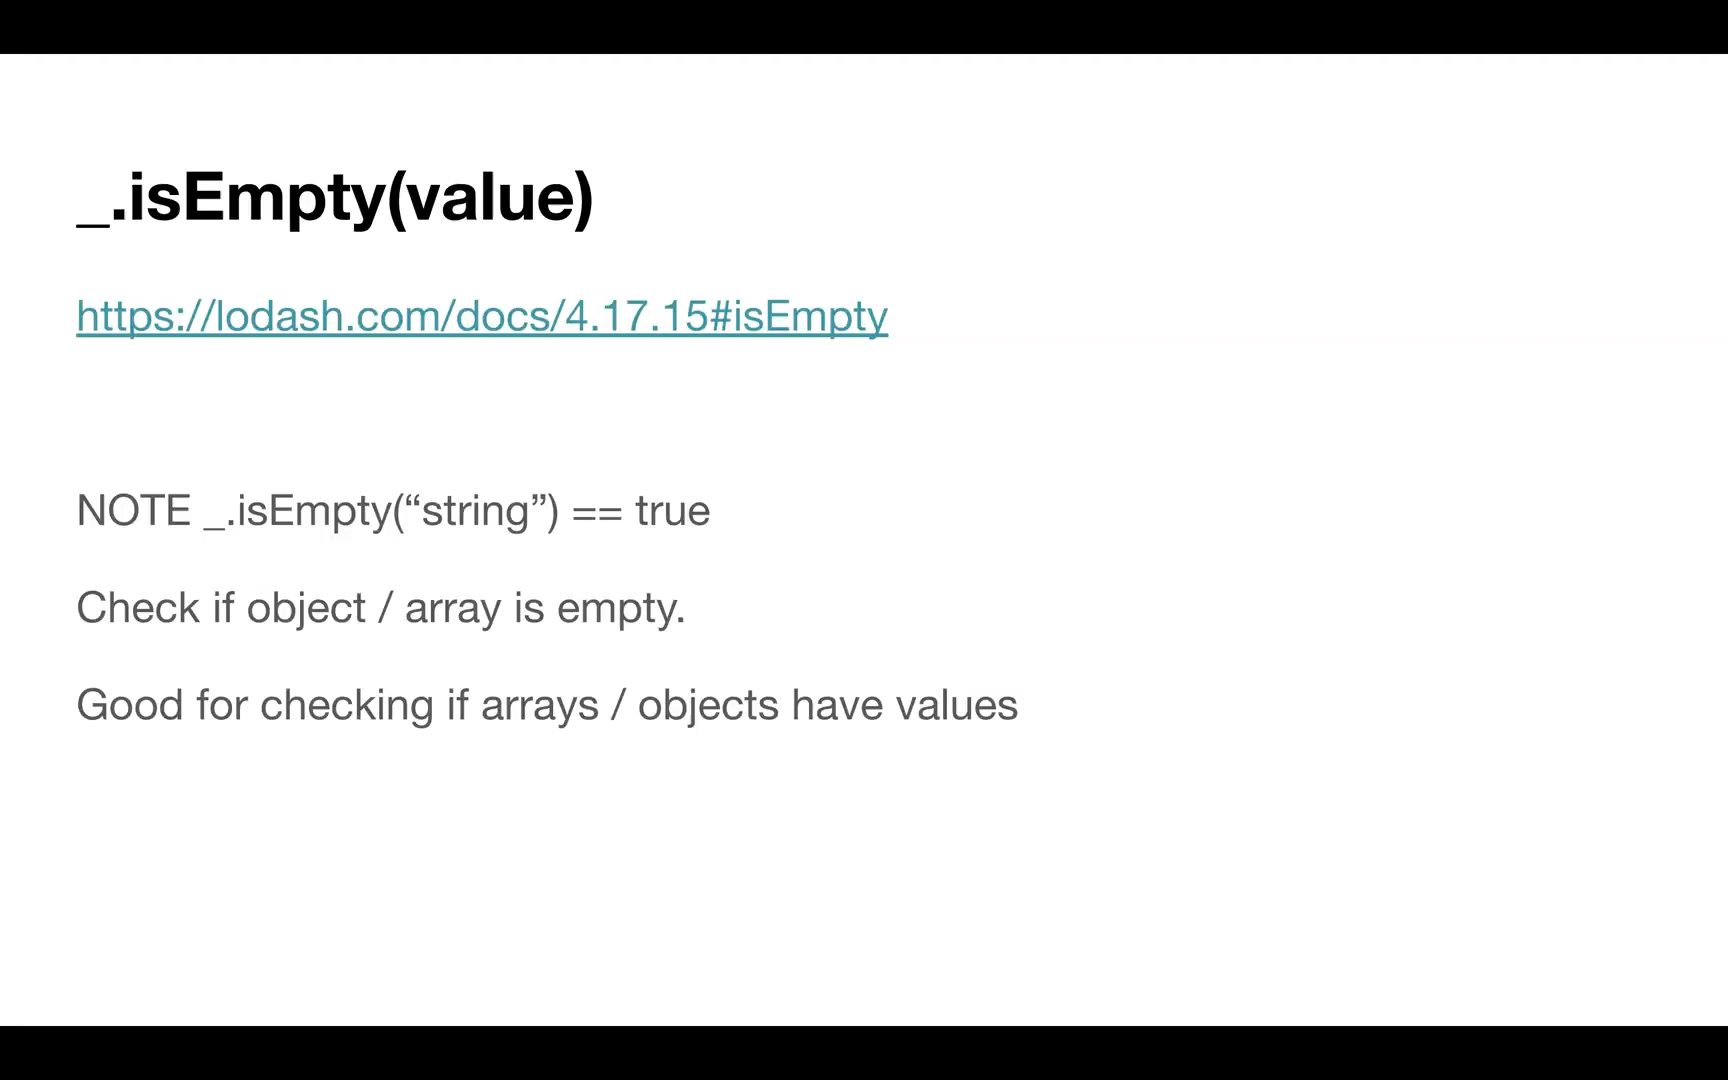 _.isEmpty(value)
https://lodash.com/docs/4.17.15#isEmpty
NOTE _.isEmpty(“string”) == true
Check if object / array is empty.
Good for checking if arrays / objects have values